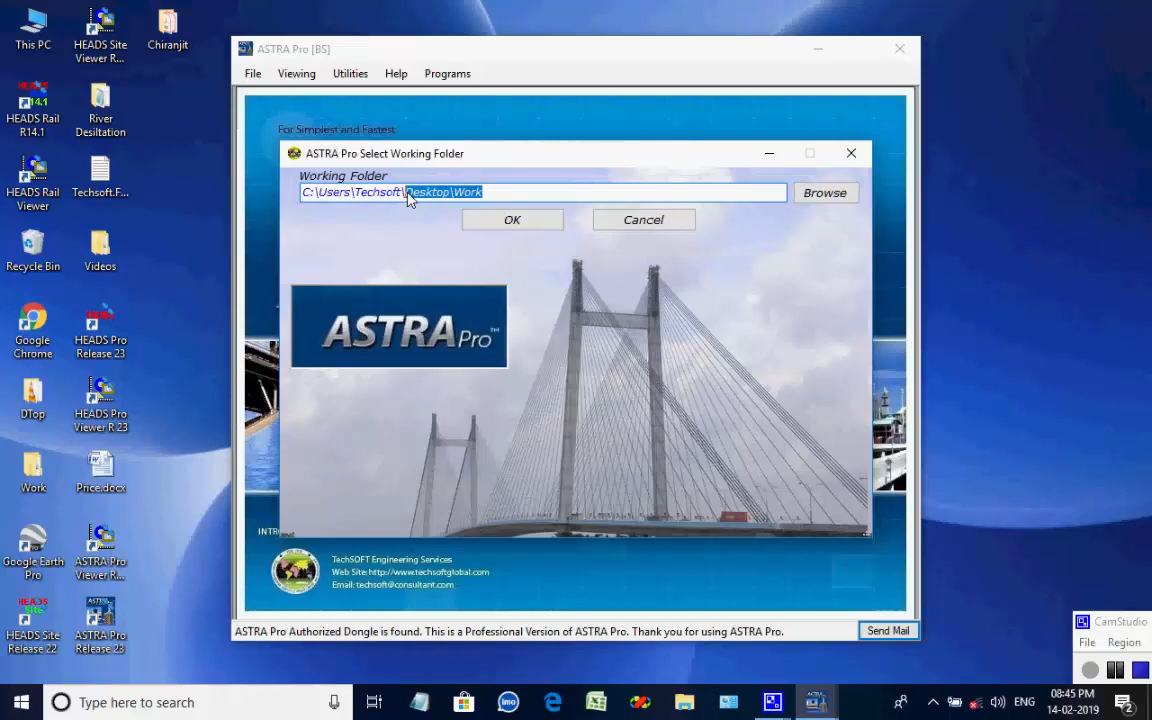 This PC
HEADS Site
Viewer R...
Chiranjit
HEADS Rail
R14.1
River
Desiltation
HEADS Rail
Viewer
Techsoft.F...
Recycle Bin
Videos
Google
Chrome
HEADS Pro
Release 23
DTop
HEADS Pro
Viewer R 23
Work
Price.docx
Google Earth
Pro
ASTRA Pro
Viewer R...
HEADS Site
Release 22
ASTRA Pro
Release 23
ASTRA Pro [BS]
File Viewing Utilities Help Programs
For Simplest and Fastest
ASTRA Pro Select Working Folder
Working Folder
C:\Users\Techsoft\Desktop\Work
Browse
OK Cancel
ASTRA Pro™
INTR
TechSOFT Engineering Services
Web Site: http://www.techsoftglobal.com
Email: techsoft@consultant.com
ASTRA Pro Authorized Dongle is found. This is a Professional Version of ASTRA Pro. Thank you for using ASTRA Pro.
Send Mail
CamStudio
File Region
Type here to search
imo
ENG
08:45 PM
14-02-2019
2